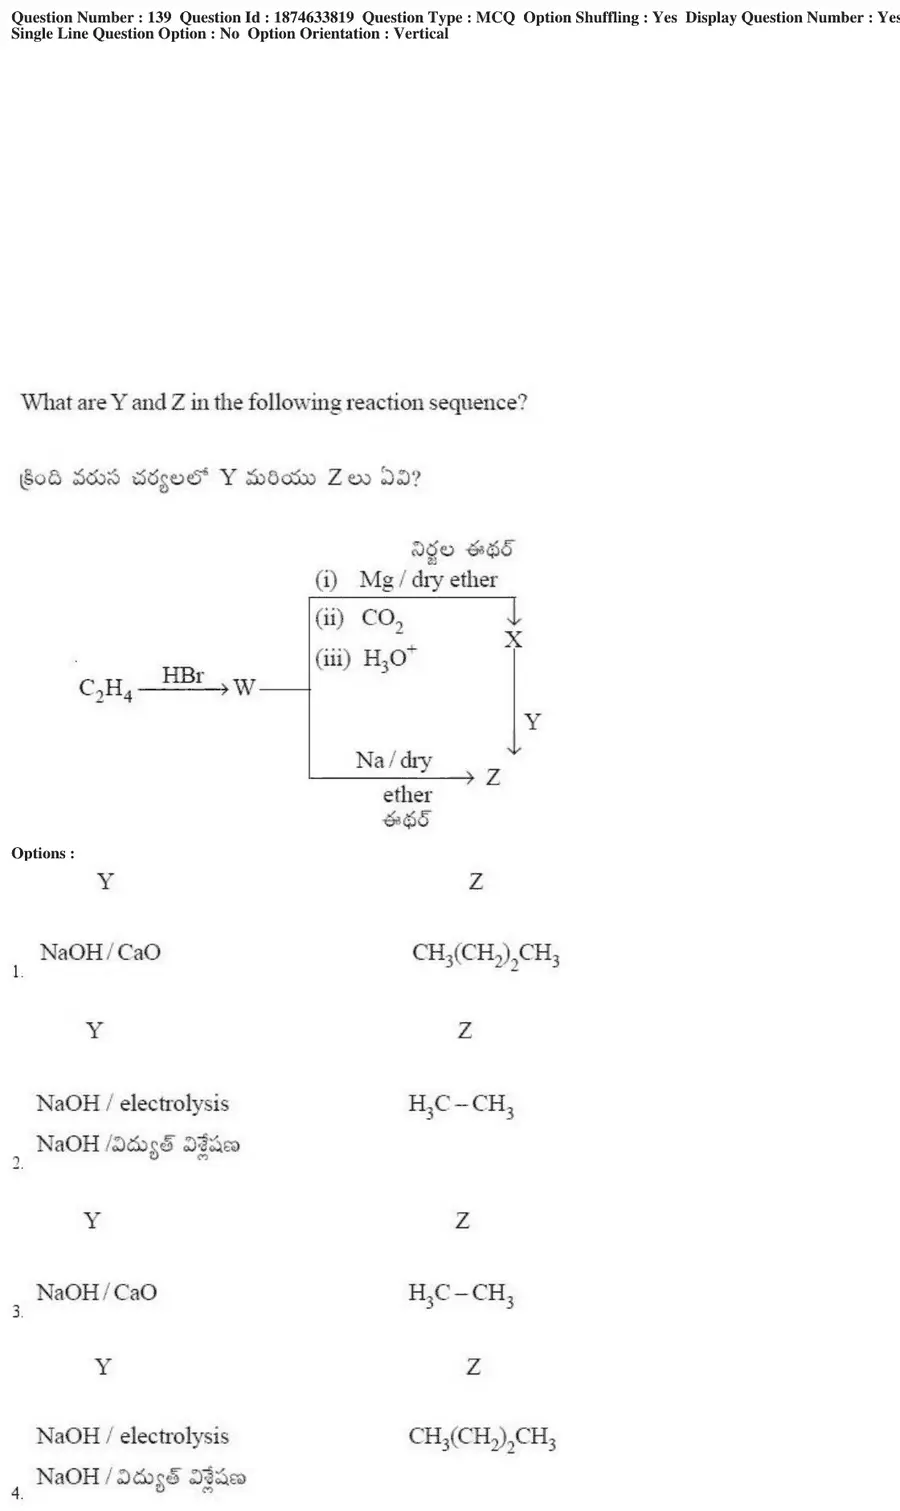 Question Number : 139 Question Id : 1874633819 Question Type : MCQ Option Shuffling : Yes Display Question Number : Yes
Single Line Question Option : No Option Orientation : Vertical
What are Y and Z in the following reaction sequence?
క్రింది వరుస చర్యలలో Y మరియు Z లు ఏవి?
నిర్జల ఈథర్
(i) Mg / dry ether
(ii) CO₂
(iii) H₃O⁺
X
C₂H₄ HBr W
Y
Na / dry
Z
ether
ఈథర్
Options :
Y Z
1. NaOH / CaO CH₃(CH₂)₂CH₃
Y Z
NaOH / electrolysis H₃C – CH₃
2. NaOH /విద్యుత్ విశ్లేషణ
Y Z
3. NaOH / CaO H₃C – CH₃
Y Z
NaOH / electrolysis CH₃(CH₂)₂CH₃
4. NaOH / విద్యుత్ విశ్లేషణ